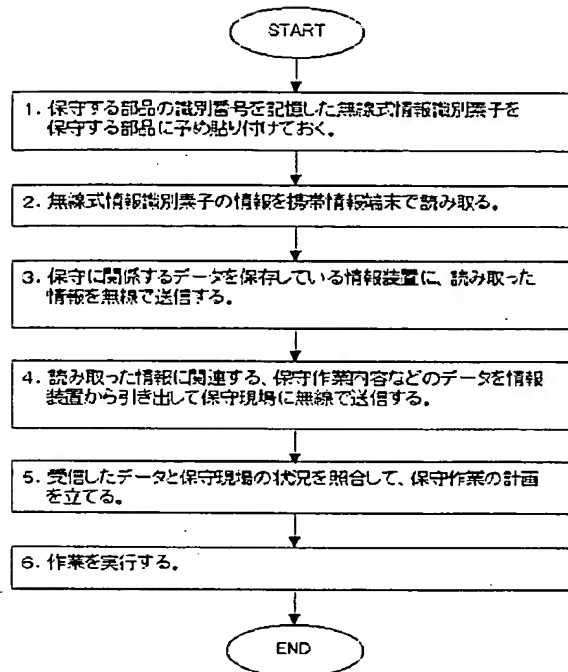 START
1. 保守する部品の識別番号を記憶した無線式情報識別素子を
保守する部品に予め貼り付けておく。
2. 無線式情報識別素子の情報を携帯情報端末で読み取る。
3. 保守に関係するデータを保存している情報装置に、読み取った
情報を無線で送信する。
4. 読み取った情報に関連する、保守作業内容などのデータを情報
装置から引き出して保守現場に無線で送信する。
5. 受信したデータと保守現場の状況を照合して、保守作業の計画
を立てる。
6. 作業を実行する。
END